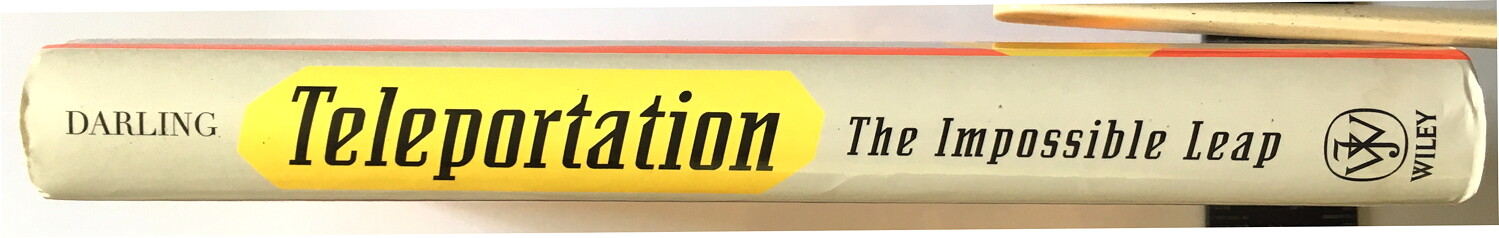 DARLING
Teleportation
The Impossible Leap
WILEY